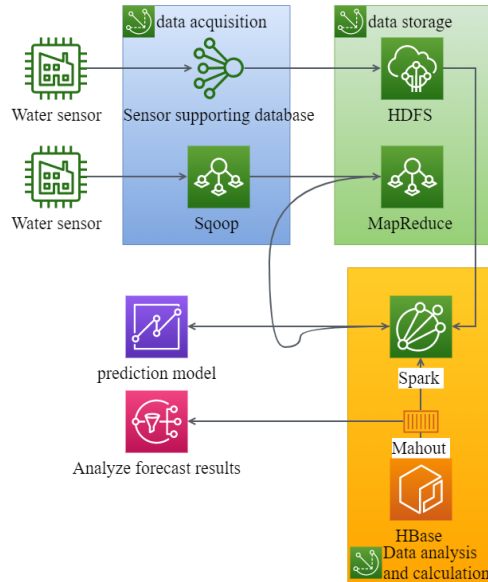 data acquisition
data storage
Water sensor
Sensor supporting database
HDFS
Water sensor
Sqoop
MapReduce
prediction model
Spark
Analyze forecast results
Mahout
HBase
Data analysis
and calculation